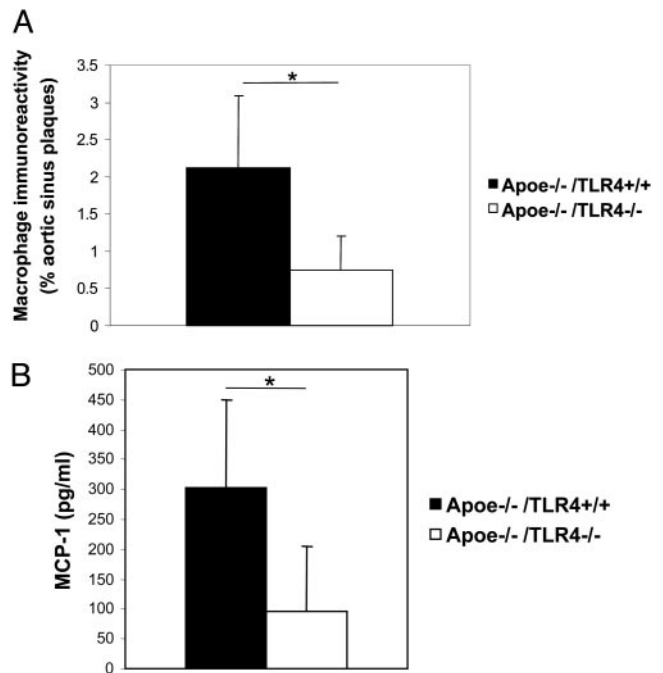 A
Macrophage immunoreactivity
(% aortic sinus plaques)
3.5
3
2.5
2
1.5
1
0.5
0
*
Apoe-/- /TLR4+/+
Apoe-/- /TLR4-/-
B
MCP-1 (pg/ml)
500
450
400
350
300
250
200
150
100
50
0
*
Apoe-/- /TLR4+/+
Apoe-/- /TLR4-/-